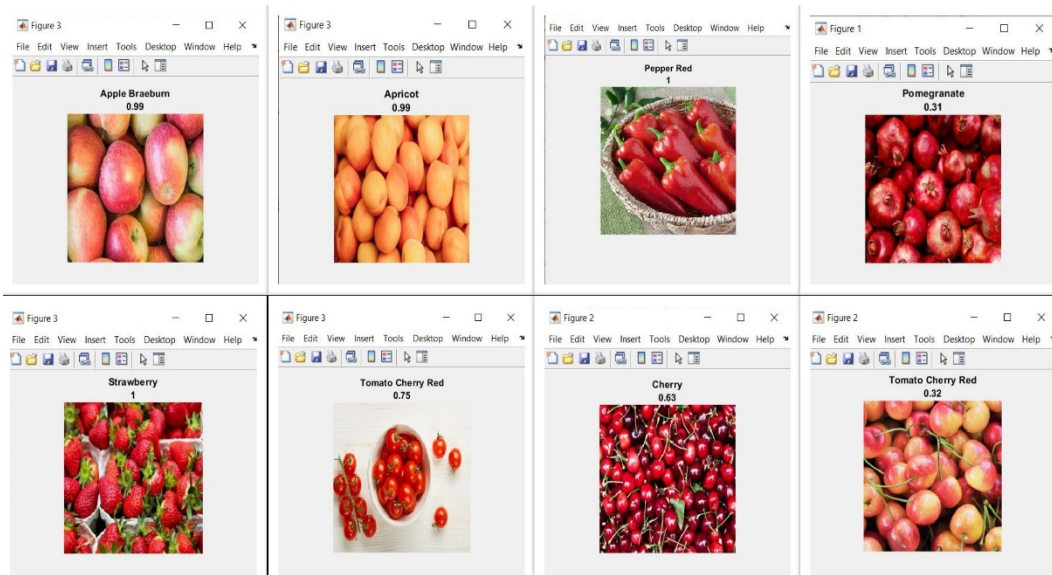 Figure 3
File Edit View Insert Tools Desktop Window Help
Apple Braeburn
0.99
Figure 3
File Edit View Insert Tools Desktop Window Help
Apricot
0.99
File Edit View Insert Tools Desktop Window Help
Pepper Red
1
Figure 1
File Edit View Insert Tools Desktop Window Help
Pomegranate
0.31
Figure 3
File Edit View Insert Tools Desktop Window Help
Strawberry
1
Figure 3
File Edit View Insert Tools Desktop Window Help
Tomato Cherry Red
0.75
Figure 2
File Edit View Insert Tools Desktop Window Help
Cherry
0.63
Figure 2
File Edit View Insert Tools Desktop Window Help
Tomato Cherry Red
0.32